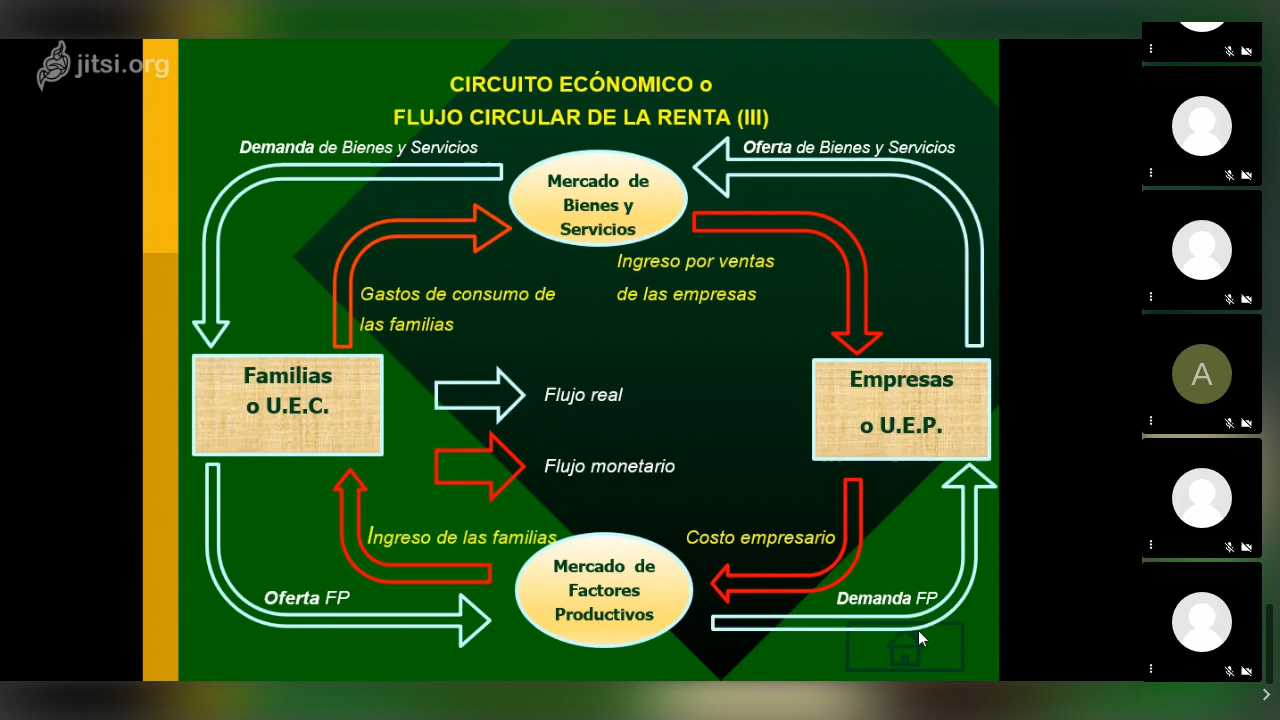 jitsi.org
CIRCUITO ECÓNOMICO o
FLUJO CIRCULAR DE LA RENTA (III)
Demanda de Bienes y Servicios
Oferta de Bienes y Servicios
Mercado de
Bienes y
Servicios
Ingreso por ventas
de las empresas
Gastos de consumo de
las familias
Familias
o U.E.C.
Empresas
o U.E.P.
Flujo real
Flujo monetario
Ingreso de las familias
Costo empresario
Mercado de
Factores
Productivos
Oferta FP
Demanda FP
A